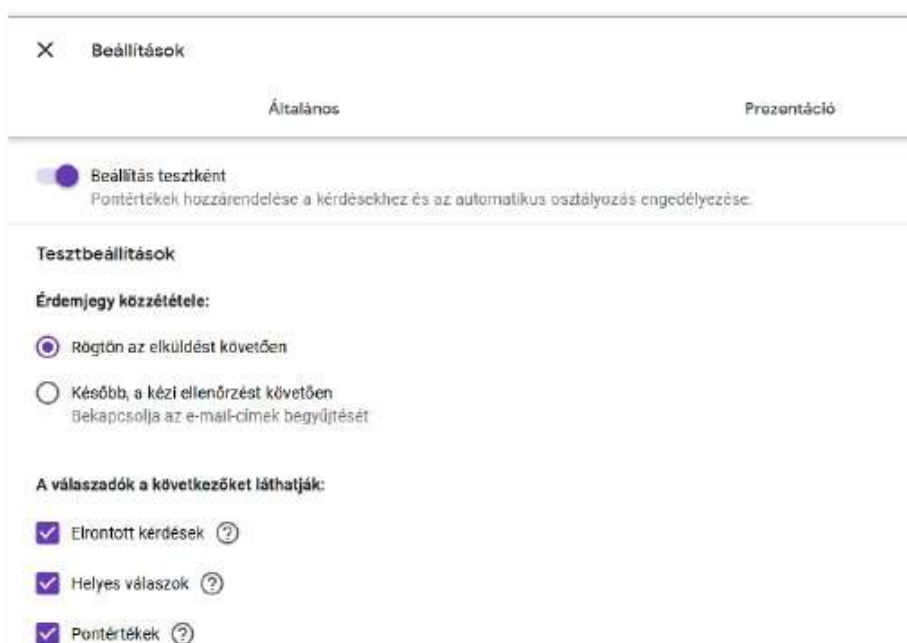 Beállítások
Általános Prezentáció
Beállítás tesztként
Pontértékek hozzárendelése a kérdésekhez és az automatikus osztályozás engedélyezése.
Tesztbeállítások
Érdemjegy közzététele:
Rögtön az elküldést követően
Később, a kézi ellenőrzést követően
Bekapcsolja az e-mail-címek begyűjtését
A válaszadók a következőket láthatják:
Elrontott kérdések ?
Helyes válaszok ?
Pontértékek ?